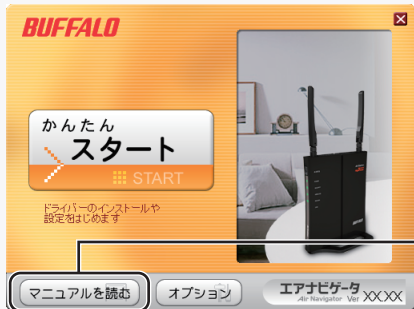 BUFFALO
かんたん
スタート
START
ドライバーのインストールや
設定をはじめます
マニュアルを読む
オプション
エアナビゲータ
Air Navigator Ver XX.XX